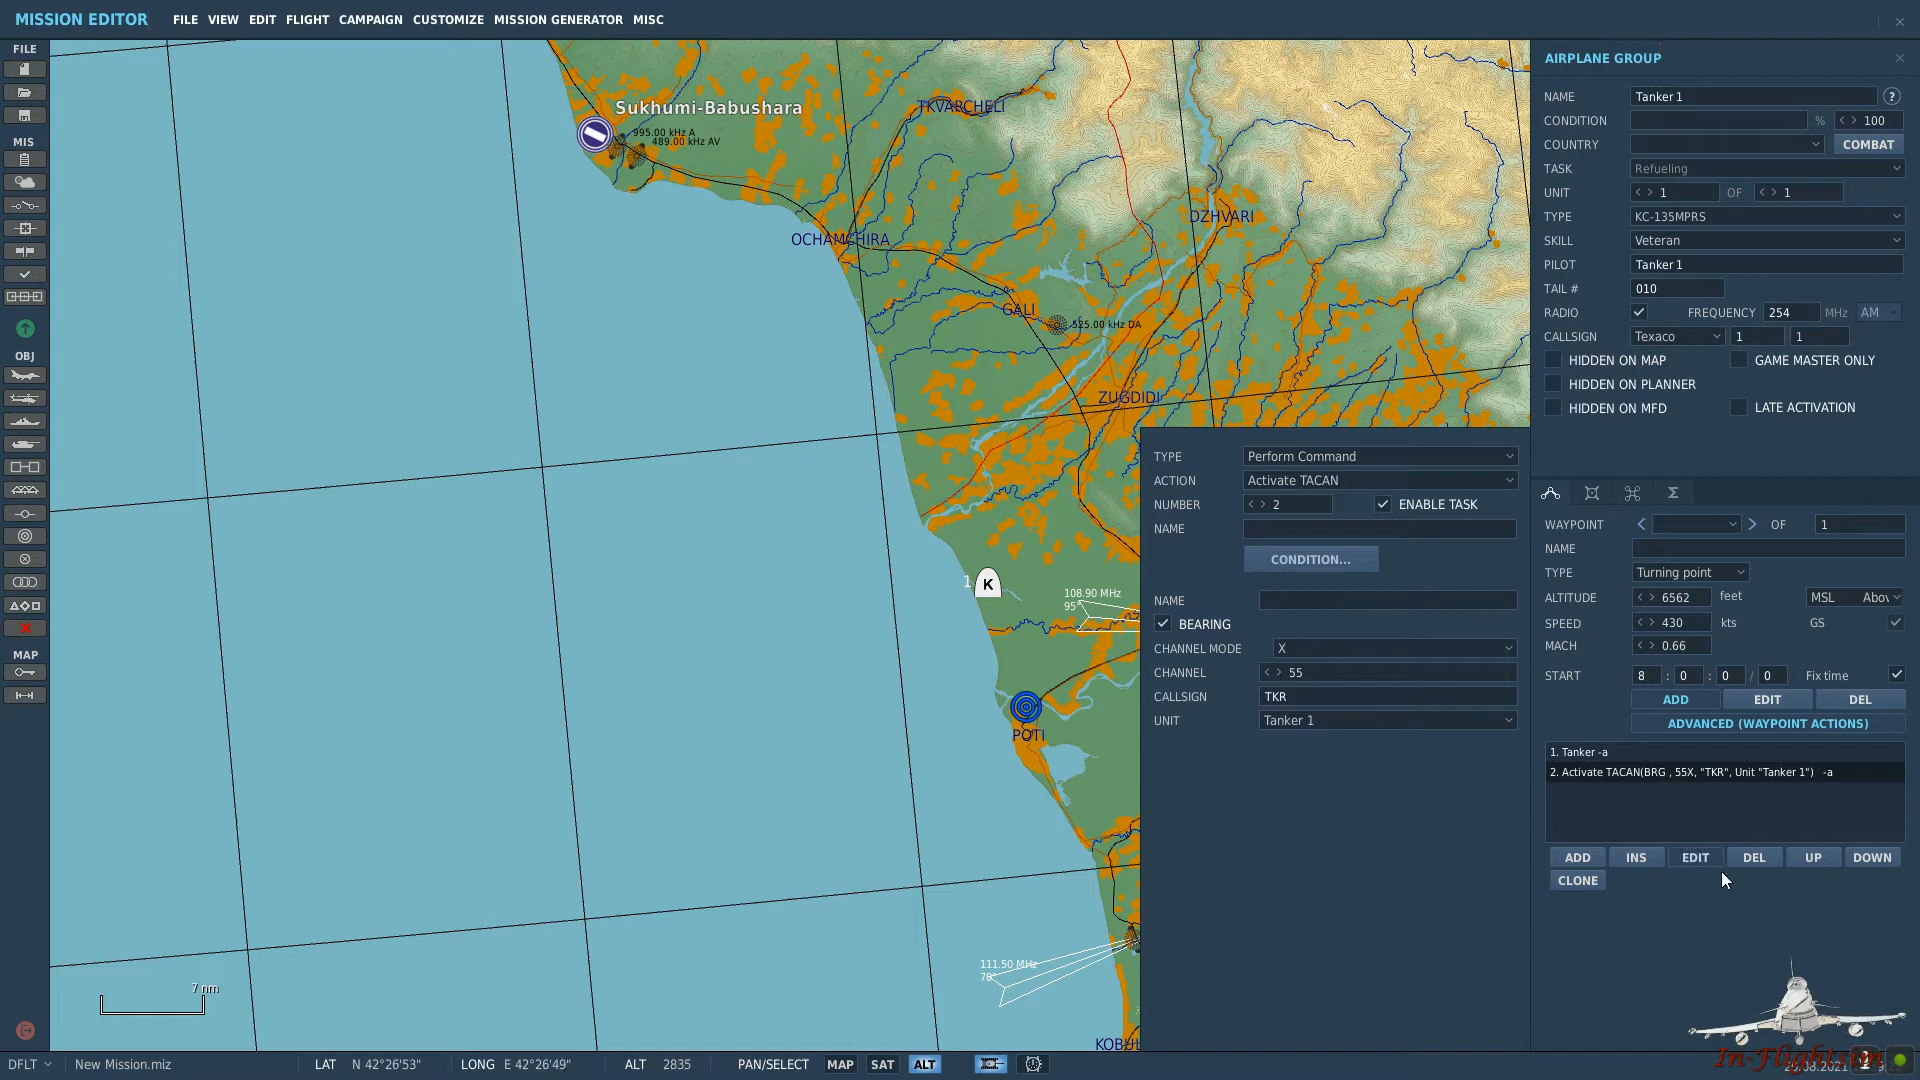 MISSION EDITOR
FILE VIEW EDIT FLIGHT CAMPAIGN CUSTOMIZE MISSION GENERATOR MISC
FILE
MIS
OBJ
MAP
Sukhumi-Babushara
995.00 kHz A
489.00 kHz AV
TKVARCHELI
OCHAMCHIRA
DZHVARI
GALI
525.00 kHz DA
ZUGDIDI
1 K
108.90 MHz
95°
POTI
111.50 MHz
7 nm
TYPE Perform Command
ACTION Activate TACAN
NUMBER 2 ENABLE TASK
NAME
CONDITION...
NAME
BEARING
CHANNEL MODE X
CHANNEL 55
CALLSIGN TKR
UNIT Tanker 1
AIRPLANE GROUP
NAME Tanker 1 ?
CONDITION % 100
COUNTRY COMBAT
TASK Refueling
UNIT 1 OF 1
TYPE KC-135MPRS
SKILL Veteran
PILOT Tanker 1
TAIL # 010
RADIO FREQUENCY 254 MHz AM
CALLSIGN Texaco 1 1
HIDDEN ON MAP GAME MASTER ONLY
HIDDEN ON PLANNER
HIDDEN ON MFD LATE ACTIVATION
WAYPOINT OF 1
NAME
TYPE Turning point
ALTITUDE 6562 feet MSL Abov
SPEED 430 kts GS
MACH 0.66
START 8 : 0 : 0 / 0 Fix time
ADD EDIT DEL
ADVANCED (WAYPOINT ACTIONS)
1. Tanker -a
2. Activate TACAN(BRG , 55X, "TKR", Unit "Tanker 1") -a
ADD INS EDIT DEL UP DOWN
CLONE
In-Flightsim
DFLT New Mission.miz LAT N 42°26'53" LONG E 42°26'49" ALT 2835 PAN/SELECT MAP SAT ALT